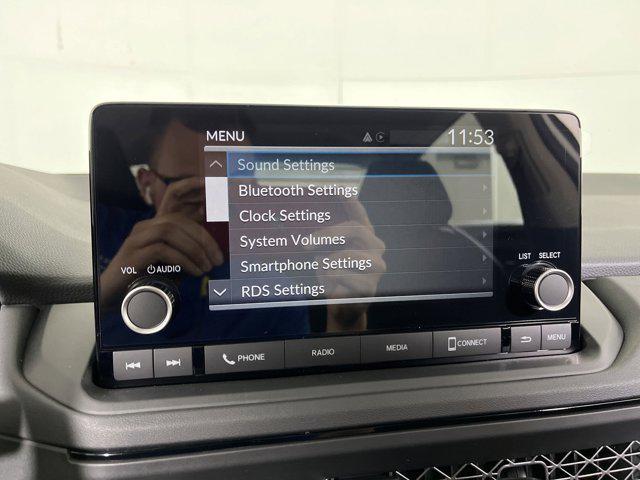 MENU 11:53
Sound Settings
Bluetooth Settings
Clock Settings
System Volumes
Smartphone Settings
RDS Settings
VOL AUDIO
LIST SELECT
PHONE RADIO MEDIA CONNECT MENU